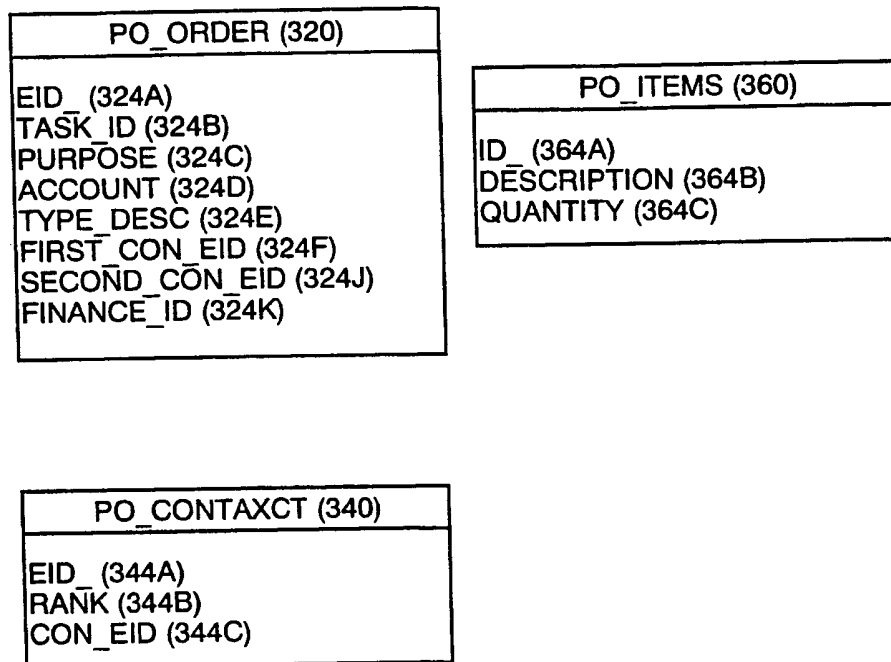 PO_ORDER (320)
EID_ (324A)
TASK_ID (324B)
PURPOSE (324C)
ACCOUNT (324D)
TYPE_DESC (324E)
FIRST_CON_EID (324F)
SECOND_CON_EID (324J)
FINANCE_ID (324K)
PO_ITEMS (360)
ID_ (364A)
DESCRIPTION (364B)
QUANTITY (364C)
PO_CONTAXCT (340)
EID_ (344A)
RANK (344B)
CON_EID (344C)